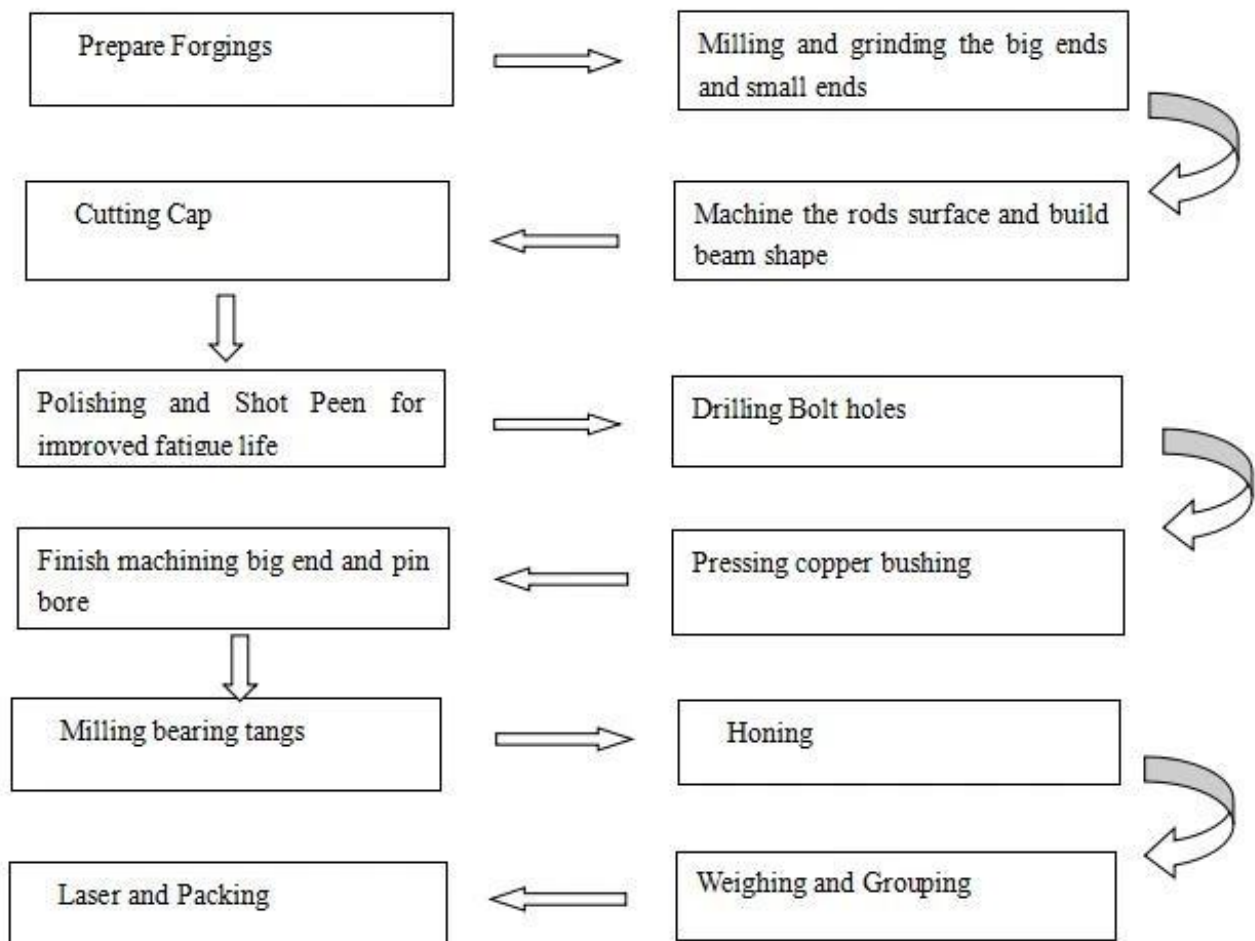 Prepare Forgings
Milling and grinding the big ends
and small ends
Machine the rods surface and build
beam shape
Cutting Cap
Polishing and Shot Peen for
improved fatigue life
Drilling Bolt holes
Pressing copper bushing
Finish machining big end and pin
bore
Milling bearing tangs
Honing
Weighing and Grouping
Laser and Packing